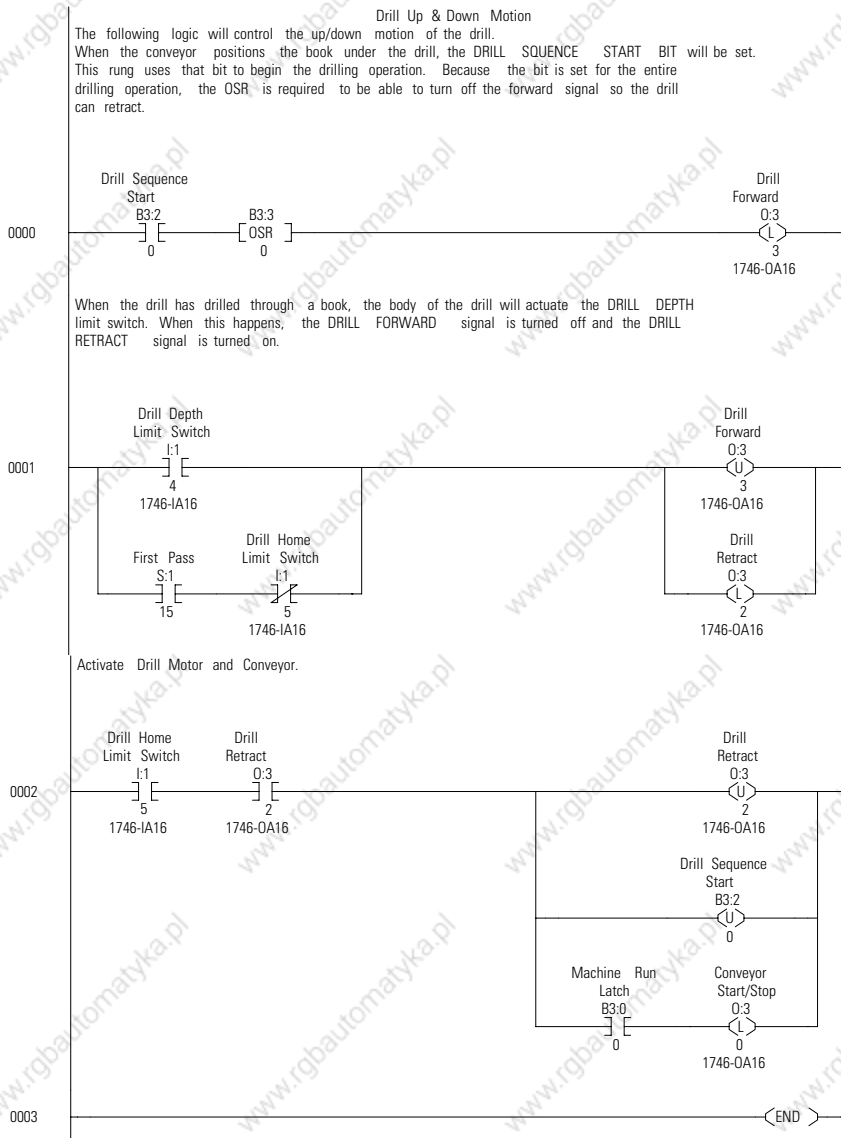 Drill Up & Down Motion
The following logic will control the up/down motion of the drill.
When the conveyor positions the book under the drill, the DRILL SQUENCE START BIT will be set.
This rung uses that bit to begin the drilling operation. Because the bit is set for the entire
drilling operation, the OSR is required to be able to turn off the forward signal so the drill
can retract.
Drill Sequence Drill
Start Forward
B3:2 B3:3 O:3
0000 OSR L
0 0 3
1746-OA16
When the drill has drilled through a book, the body of the drill will actuate the DRILL DEPTH
limit switch. When this happens, the DRILL FORWARD signal is turned off and the DRILL
RETRACT signal is turned on.
Drill Depth Drill
Limit Switch Forward
I:1 O:3
0001 U
4 3
1746-IA16 1746-OA16
Drill Home Drill
First Pass Limit Switch Retract
S:1 I:1 O:3
L
15 5 2
1746-IA16 1746-OA16
Activate Drill Motor and Conveyor.
Drill Home Drill Drill
Limit Switch Retract Retract
I:1 O:3 O:3
0002 U
5 2 2
1746-IA16 1746-OA16 1746-OA16
Drill Sequence
Start
B3:2
U
0
Machine Run Conveyor
Latch Start/Stop
B3:0 O:3
L
0 0
1746-OA16
0003 END
www.rgbautomatyka.pl